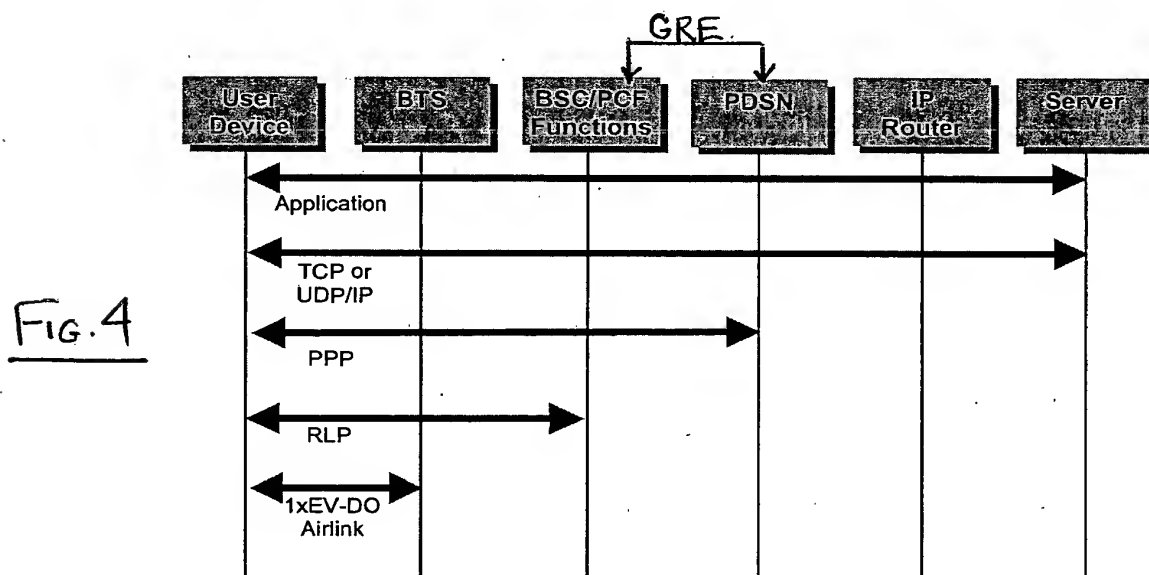 GRE
User
Device
BTS
BSC/PCF
Functions
PDSN
IP
Router
Server
Application
TCP or
UDP/IP
PPP
RLP
1xEV-DO
Airlink
FIG. 4